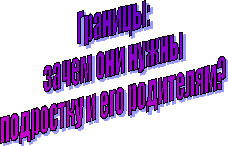 Границы:
зачем они нужны
подростку и его родителям?